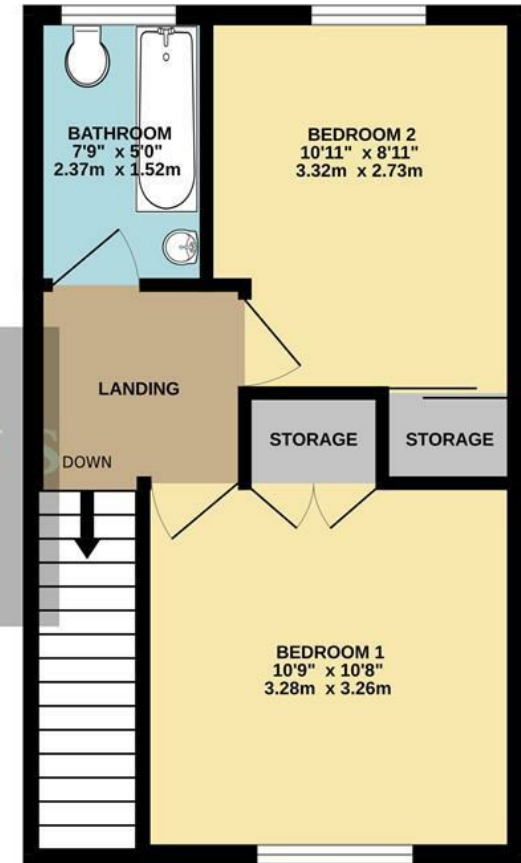 BATHROOM
7'9" x 5'0"
2.37m x 1.52m
BEDROOM 2
10'11" x 8'11"
3.32m x 2.73m
LANDING
STORAGE
STORAGE
DOWN
BEDROOM 1
10'9" x 10'8"
3.28m x 3.26m